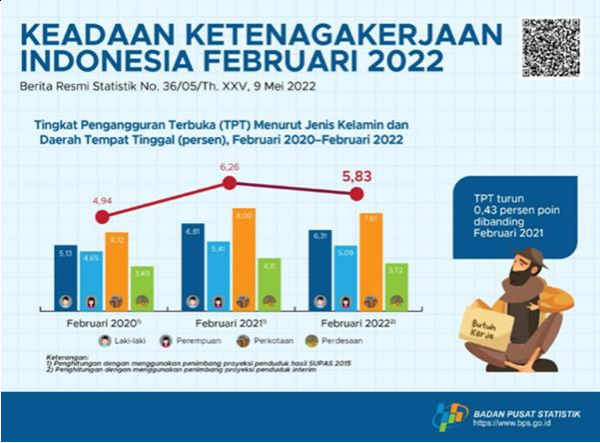 KEADAAN KETENAGAKERJAAN
INDONESIA FEBRUARI 2022
Berita Resmi Statistik No. 36/05/Th. XXV, 9 Mei 2022
Tingkat Pengangguran Terbuka (TPT) Menurut Jenis Kelamin dan
Daerah Tempat Tinggal (persen), Februari 2020–Februari 2022
4,94
6,26
5,83
5,13
4,65
6,12
3,49
6,81
5,41
8,00
4,11
6,31
5,09
7,61
3,72
Februari 2020¹⁾
Februari 2021¹⁾
Februari 2022²⁾
Laki-laki
Perempuan
Perkotaan
Perdesaan
TPT turun
0,43 persen poin
dibanding
Februari 2021
Butuh
Kerja
Keterangan:
1) Penghitungan dengan menggunakan penimbang proyeksi penduduk hasil SUPAS 2015
2) Penghitungan dengan menggunakan penimbang proyeksi penduduk interim
BADAN PUSAT STATISTIK
https://www.bps.go.id